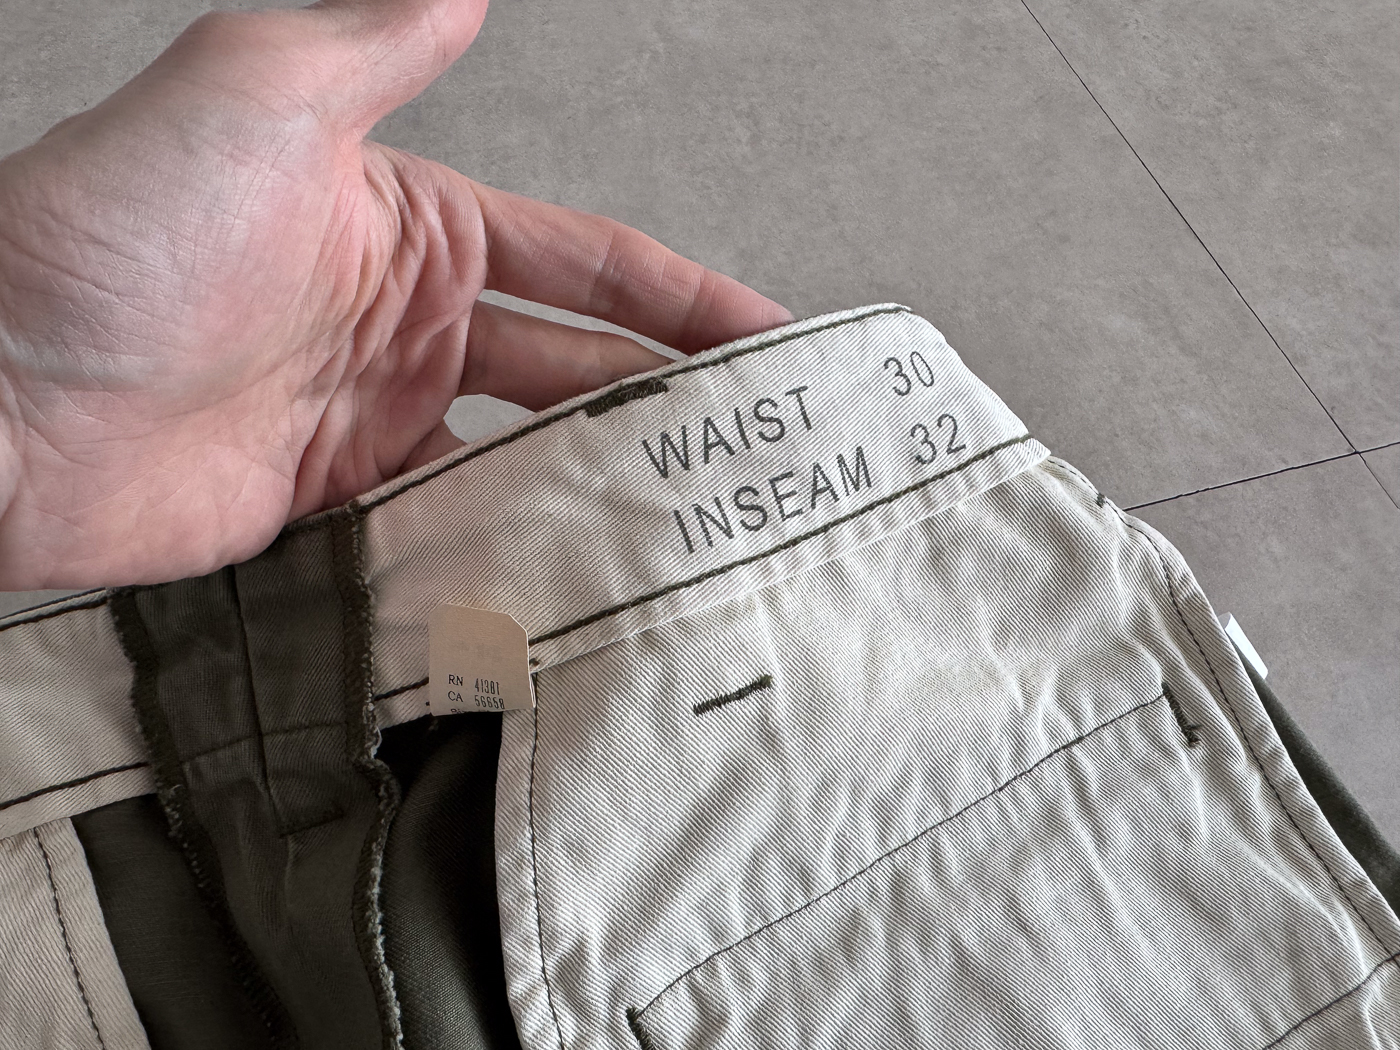 WAIST 30
INSEAM 32
RN 41381
CA 56658